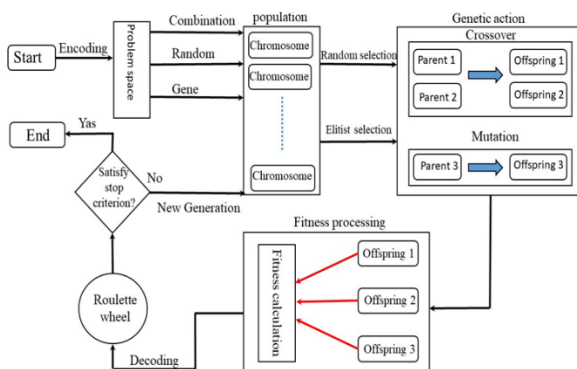 Start
Encoding
Problem space
Combination
Random
Gene
population
Chromosome
Chromosome
Chromosome
Random selection
Elitist selection
Genetic action
Crossover
Parent 1
Offspring 1
Parent 2
Offspring 2
Mutation
Parent 3
Offspring 3
End
Yas
Satisfy
stop
criterion?
No
New Generation
Fitness processing
Fitness calculation
Offspring 1
Offspring 2
Offspring 3
Roulette
wheel
Decoding